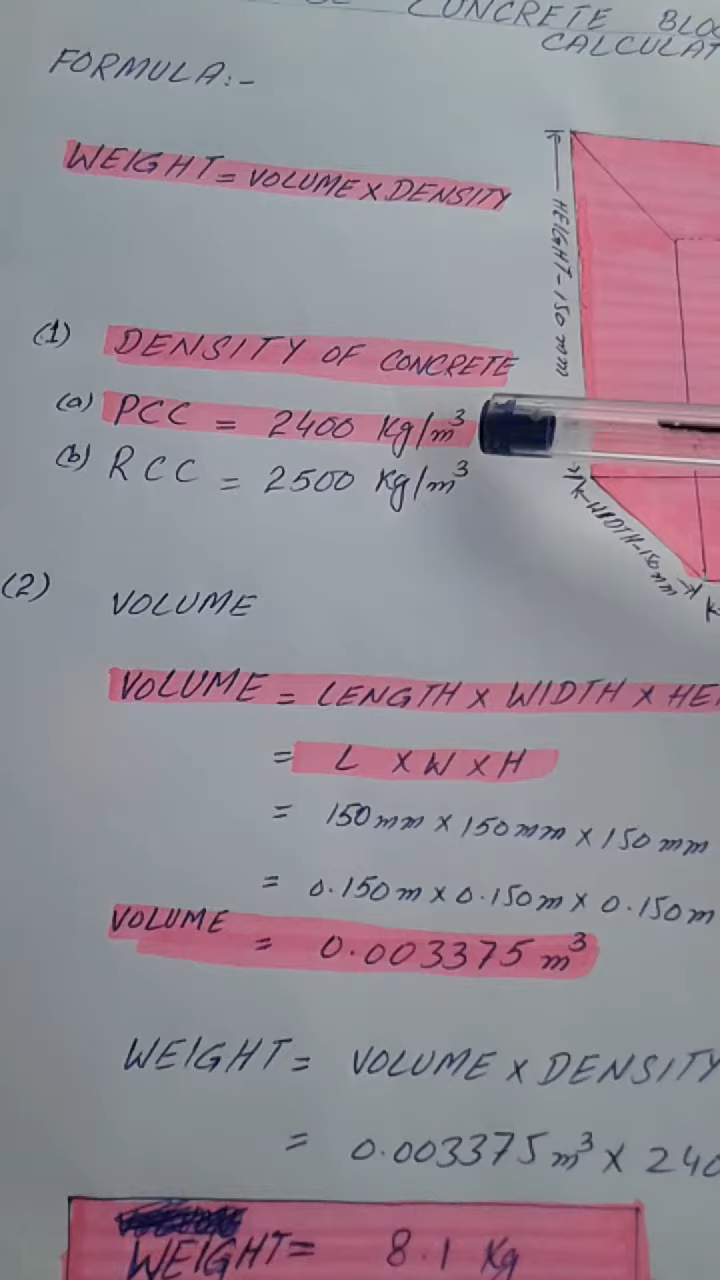 CONCRETE BLOC
CALCULAT
FORMULA:-
WEIGHT = VOLUME X DENSITY
HEIGHT-150 mm
(1) DENSITY OF CONCRETE
(a) PCC = 2400 Kg/m³
(b) RCC = 2500 Kg/m³
WIDTH-150mm
(2) VOLUME
VOLUME = LENGTH X WIDTH X HE
= L X W X H
= 150mm X 150mm X 150 mm
= 0.150m X 0.150m X 0.150m
VOLUME = 0.003375 m³
WEIGHT = VOLUME X DENSITY
= 0.003375 m³ X 240
WEIGHT = 8.1 Kg